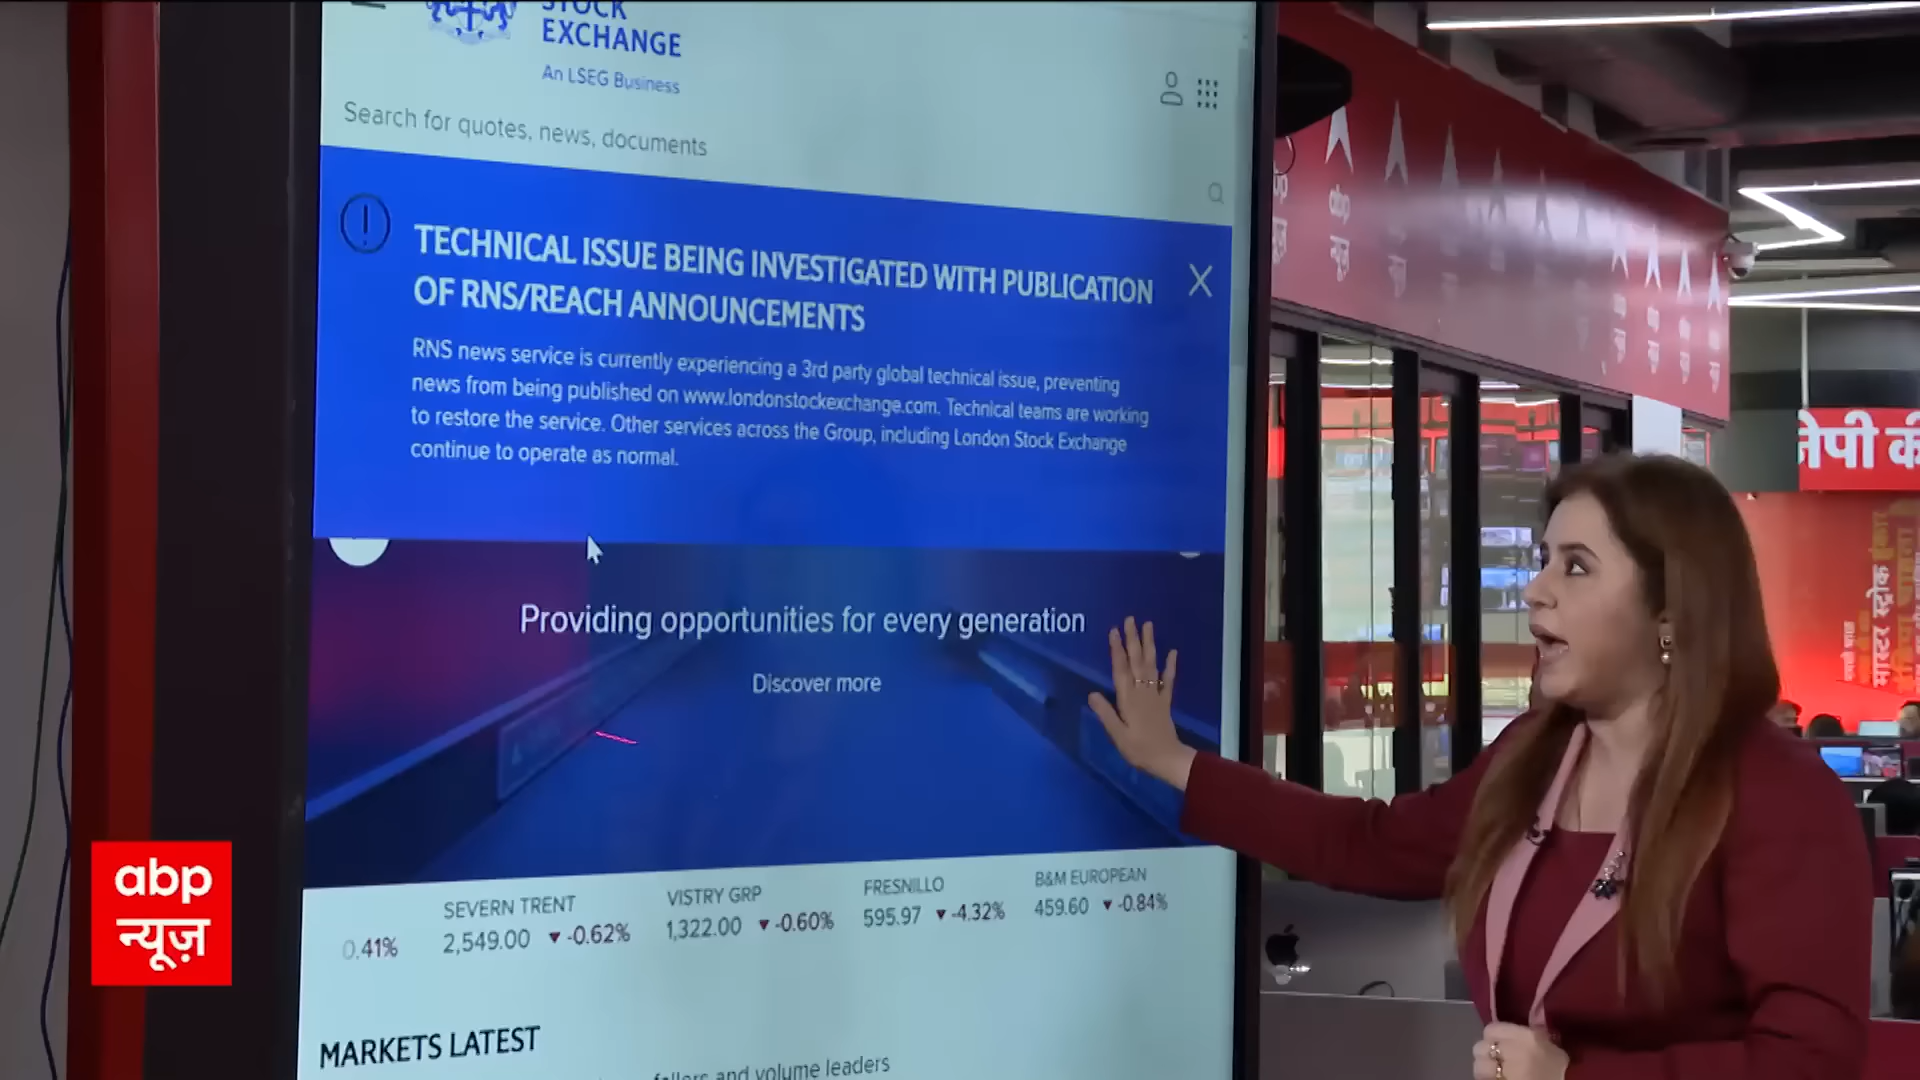 STOCK
EXCHANGE
An LSEG Business
Search for quotes, news, documents
TECHNICAL ISSUE BEING INVESTIGATED WITH PUBLICATION
OF RNS/REACH ANNOUNCEMENTS
RNS news service is currently experiencing a 3rd party global technical issue, preventing
news from being published on www.londonstockexchange.com. Technical teams are working
to restore the service. Other services across the Group, including London Stock Exchange
continue to operate as normal.
Providing opportunities for every generation
Discover more
0.41%
SEVERN TRENT
2,549.00 ▼ -0.62%
VISTRY GRP
1,322.00 ▼ -0.60%
FRESNILLO
595.97 ▼ -4.32%
B&M EUROPEAN
459.60 ▼ -0.84%
MARKETS LATEST
and volume leaders
abp
न्यूज़
abp
न्यूज़
मास्टर स्ट्रोक